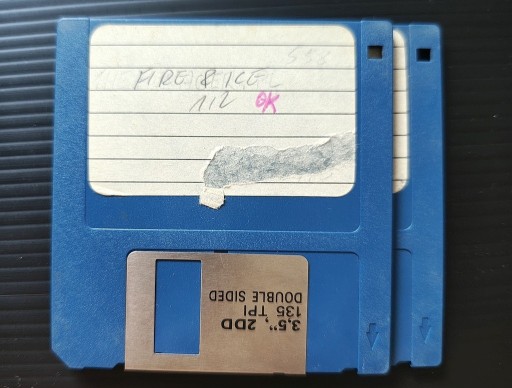 FIRE & ICE
1/2 OK
3,5", 2DD
135 TPI
DOUBLE SIDED